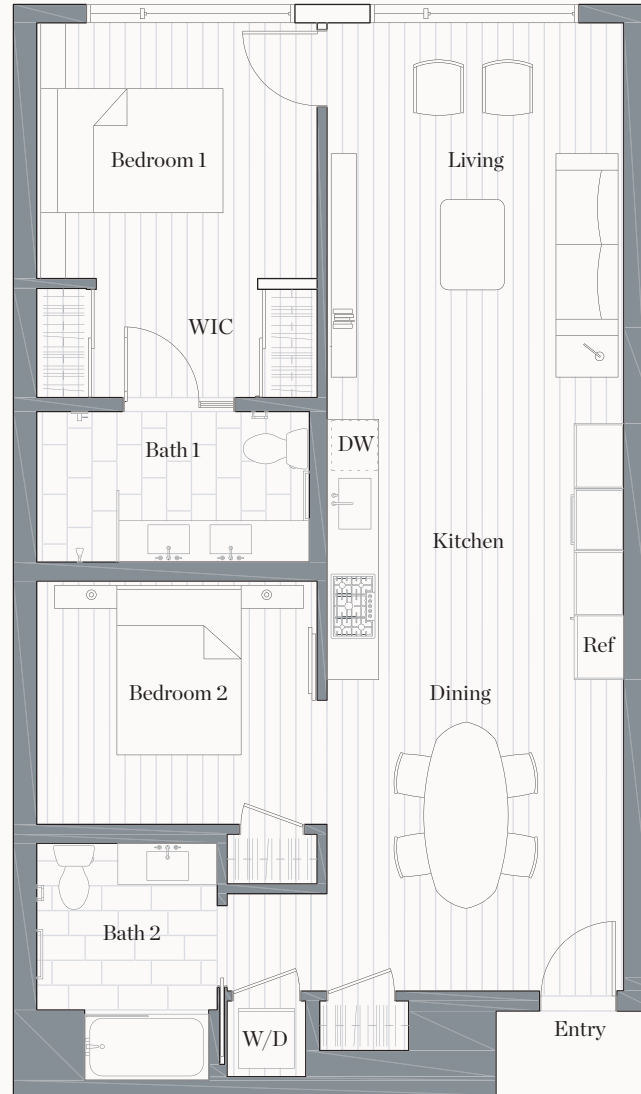 Bedroom 1
Living
WIC
Bath 1
DW
Kitchen
Ref
Bedroom 2
Dining
Bath 2
W/D
Entry